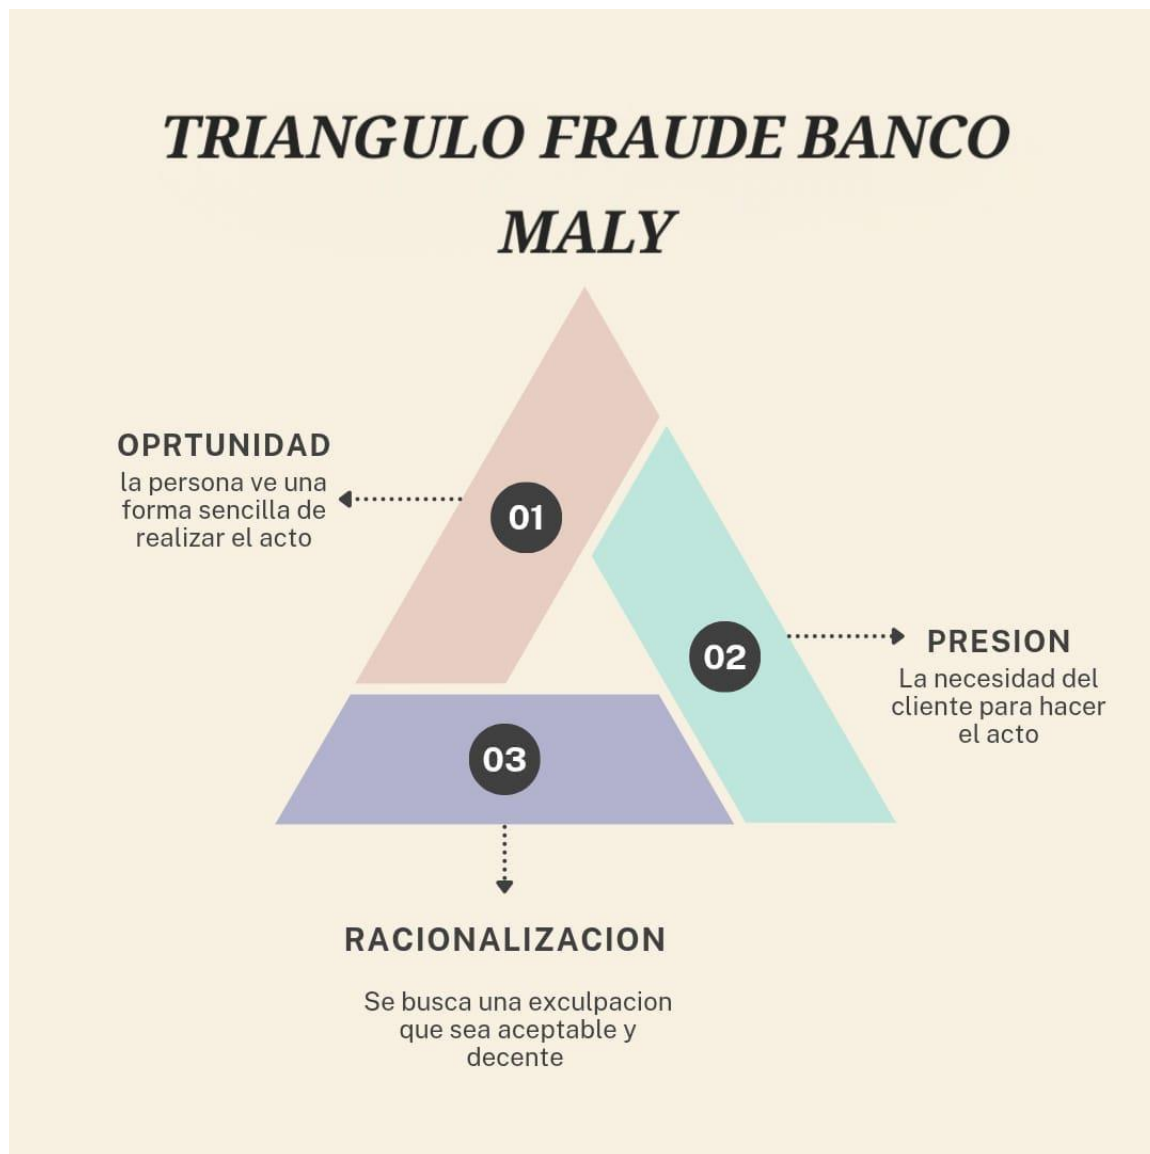 TRIANGULO FRAUDE BANCO
MALY
OPRTUNIDAD
la persona ve una
forma sencilla de
realizar el acto
01
02
PRESION
La necesidad del
cliente para hacer
el acto
03
RACIONALIZACION
Se busca una exculpacion
que sea aceptable y
decente